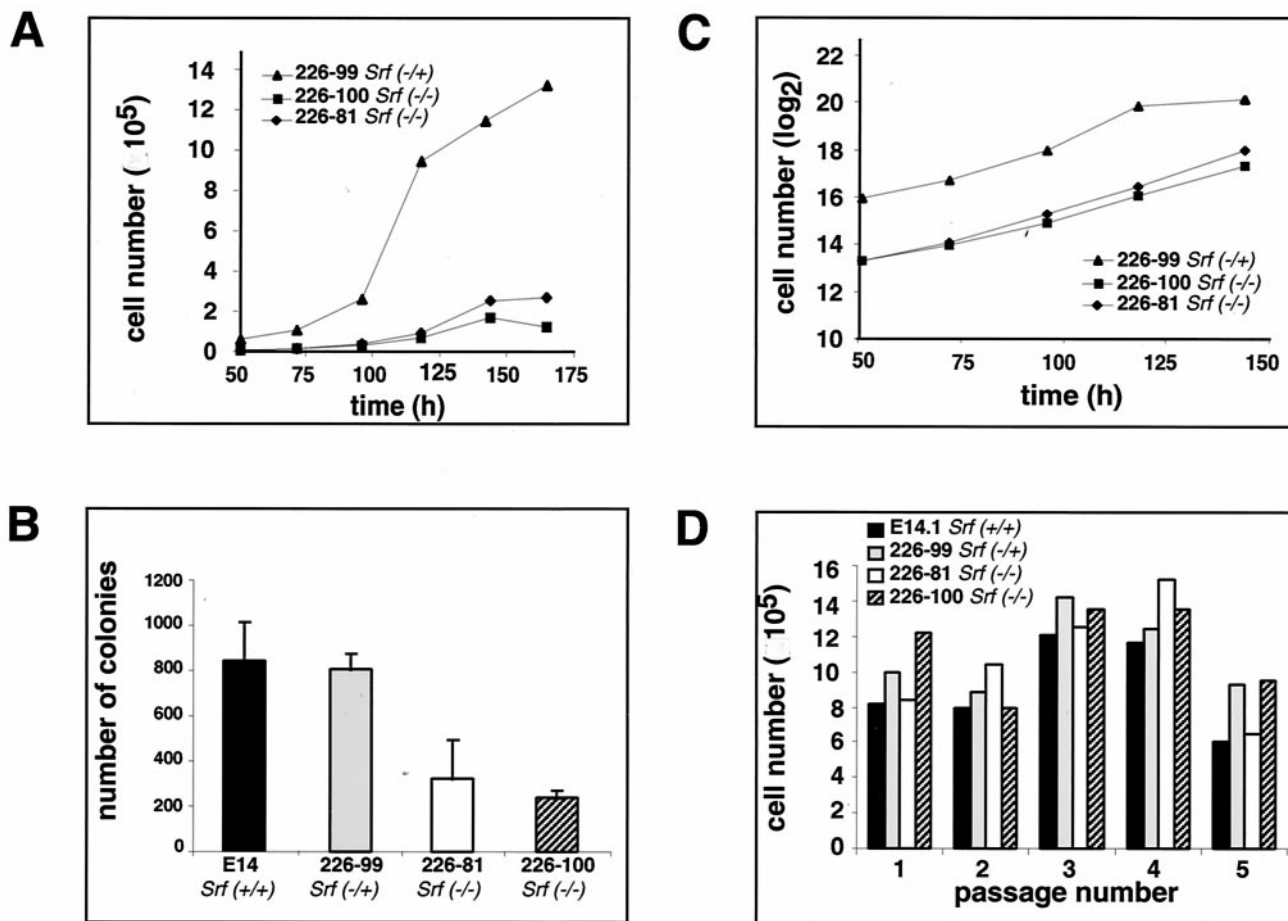 A
cell number ( 10⁵)
14
12
10
8
6
4
2
0
226-99 Srf (-/+)
226-100 Srf (-/-)
226-81 Srf (-/-)
50 75 100 125 150 175
time (h)
C
cell number (log₂)
22
20
18
16
14
12
10
226-99 Srf (-/+)
226-100 Srf (-/-)
226-81 Srf (-/-)
50 75 100 125 150
time (h)
B
number of colonies
1200
1000
800
600
400
200
0
E14 226-99 226-81 226-100
Srf (+/+) Srf (-/+) Srf (-/-) Srf (-/-)
D
E14.1 Srf (+/+)
226-99 Srf (-/+)
226-81 Srf (-/-)
226-100 Srf (-/-)
cell number ( 10⁵)
16
14
12
10
8
6
4
2
0
1 2 3 4 5
passage number